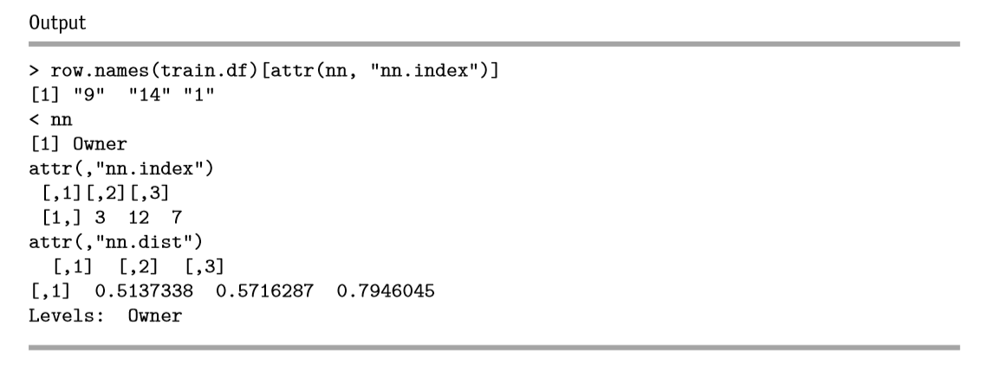 Output
> row.names(train.df)[attr(nn, "nn.index")]
[1] "9"  "14" "1"
< nn
[1] Owner
attr(,"nn.index")
 [,1][,2][,3]
 [1,] 3  12  7
attr(,"nn.dist")
  [,1]  [,2]  [,3]
[,1]  0.5137338  0.5716287  0.7946045
Levels:  Owner